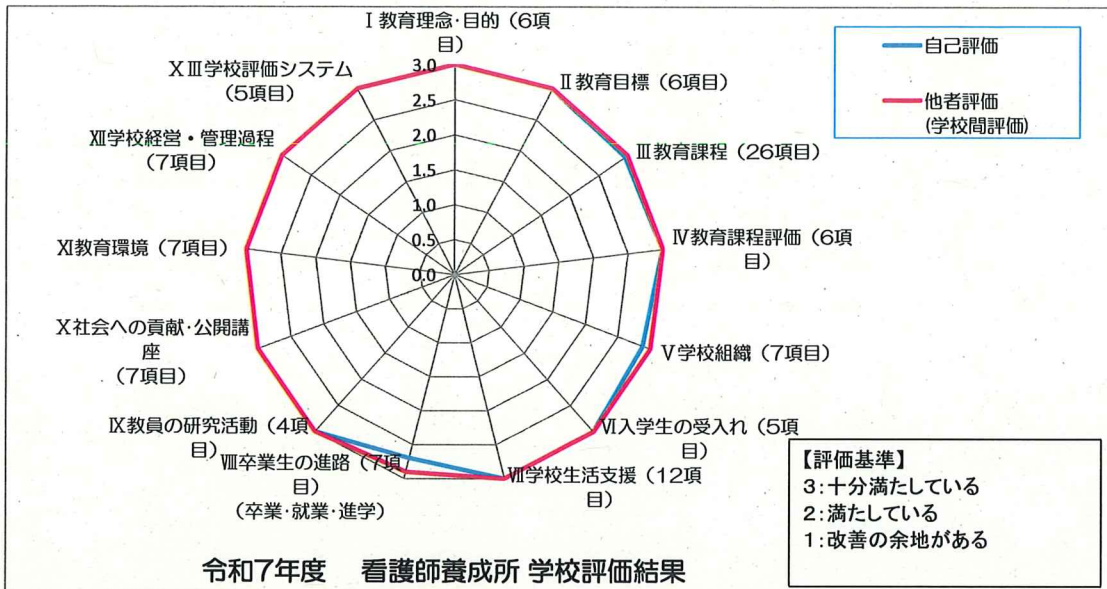 Ⅰ教育理念･目的（6項
目）
3.0
2.5
2.0
1.5
1.0
0.5
0.0
Ⅱ教育目標（6項目）
Ⅲ教育課程（26項目）
Ⅳ教育課程評価（6項
目）
Ⅴ学校組織（7項目）
Ⅵ入学生の受入れ（5項
目）
Ⅶ学校生活支援（12項
目）
Ⅷ卒業生の進路（7項
目）
（卒業･就業･進学）
Ⅸ教員の研究活動（4項
目）
Ⅹ社会への貢献･公開講
座
（7項目）
Ⅺ教育環境（7項目）
Ⅻ学校経営・管理過程
（7項目）
ⅩⅢ学校評価システム
（5項目）
自己評価
他者評価
(学校間評価)
【評価基準】
3：十分満たしている
2：満たしている
1：改善の余地がある
令和7年度　看護師養成所 学校評価結果